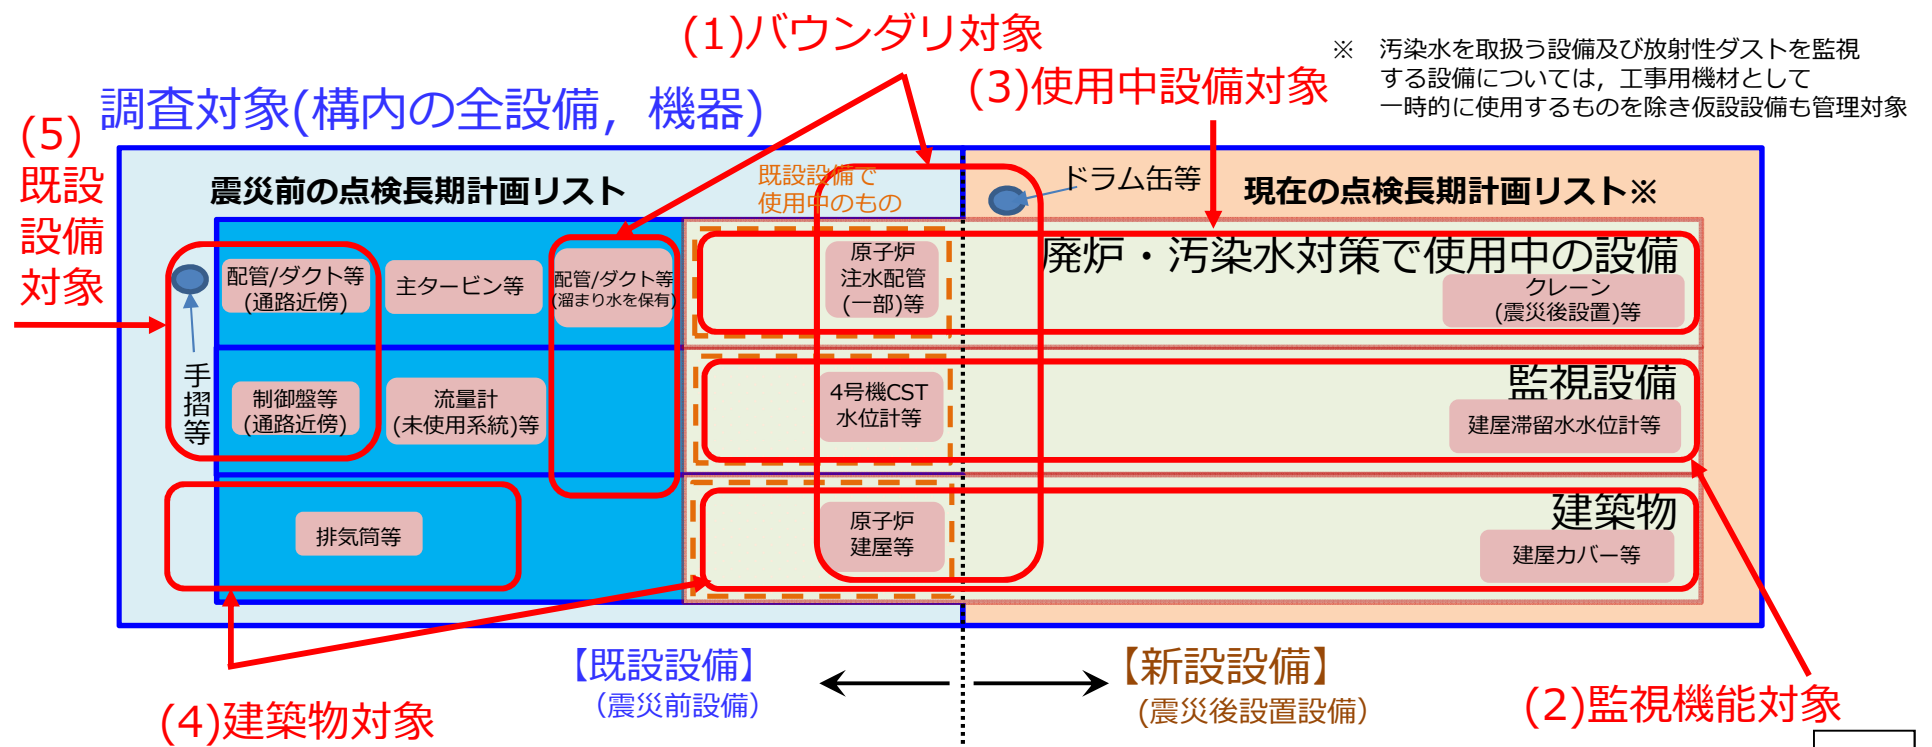 (1)バウンダリ対象
※　汚染水を取扱う設備及び放射性ダストを監視
する設備については，工事用機材として
一時的に使用するものを除き仮設設備も管理対象
(3)使用中設備対象
調査対象(構内の全設備，機器)
(5)
既設
設備
対象
震災前の点検長期計画リスト
既設設備で
使用中のもの
ドラム缶等
現在の点検長期計画リスト※
配管/ダクト等
(通路近傍)
主タービン等
配管/ダクト等
(溜まり水を保有)
原子炉
注水配管
(一部)等
廃炉・汚染水対策で使用中の設備
クレーン
(震災後設置)等
手摺等
制御盤等
(通路近傍)
流量計
(未使用系統)等
4号機CST
水位計等
監視設備
建屋滞留水水位計等
排気筒等
原子炉
建屋等
建築物
建屋カバー等
【既設設備】
（震災前設備）
【新設設備】
(震災後設置設備）
(4)建築物対象
(2)監視機能対象